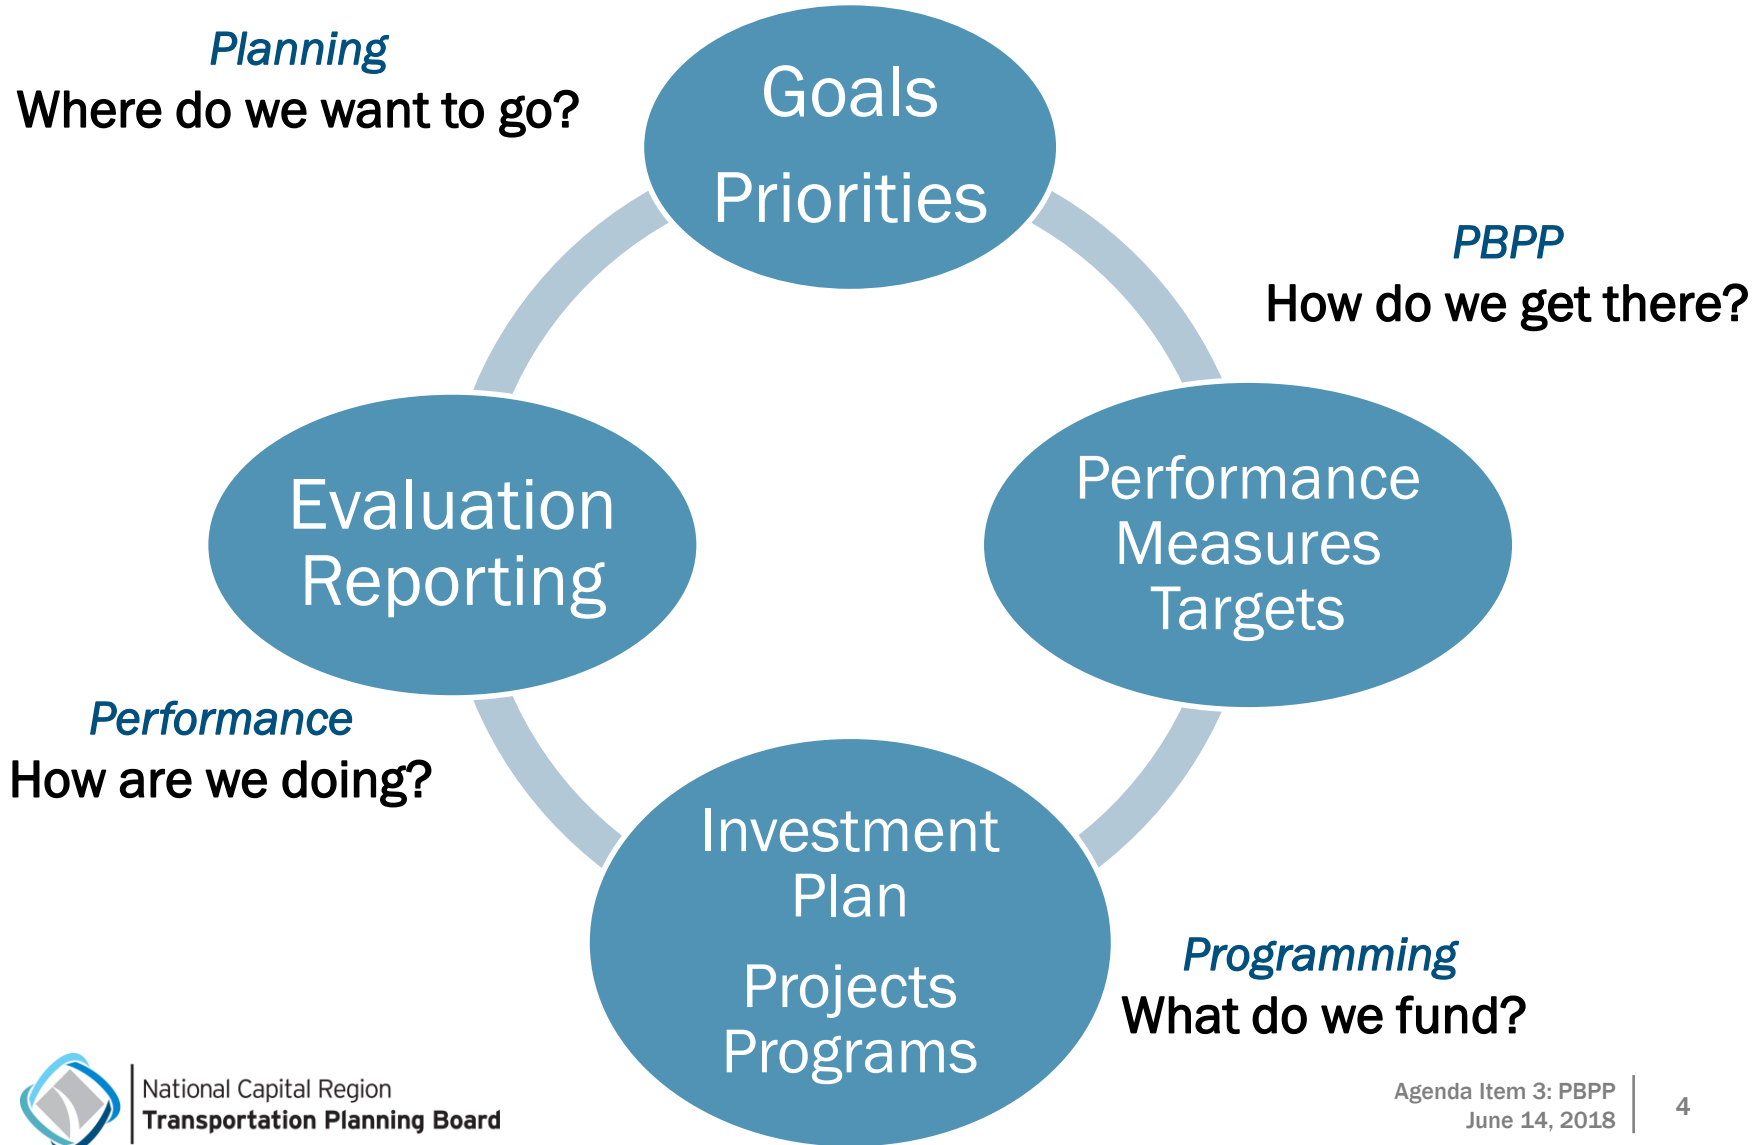 Planning
Where do we want to go?
Goals
Priorities
PBPP
How do we get there?
Performance
Measures
Targets
Evaluation
Reporting
Performance
How are we doing?
Investment
Plan
Projects
Programs
Programming
What do we fund?
National Capital Region
Transportation Planning Board
Agenda Item 3: PBPP
June 14, 2018
4